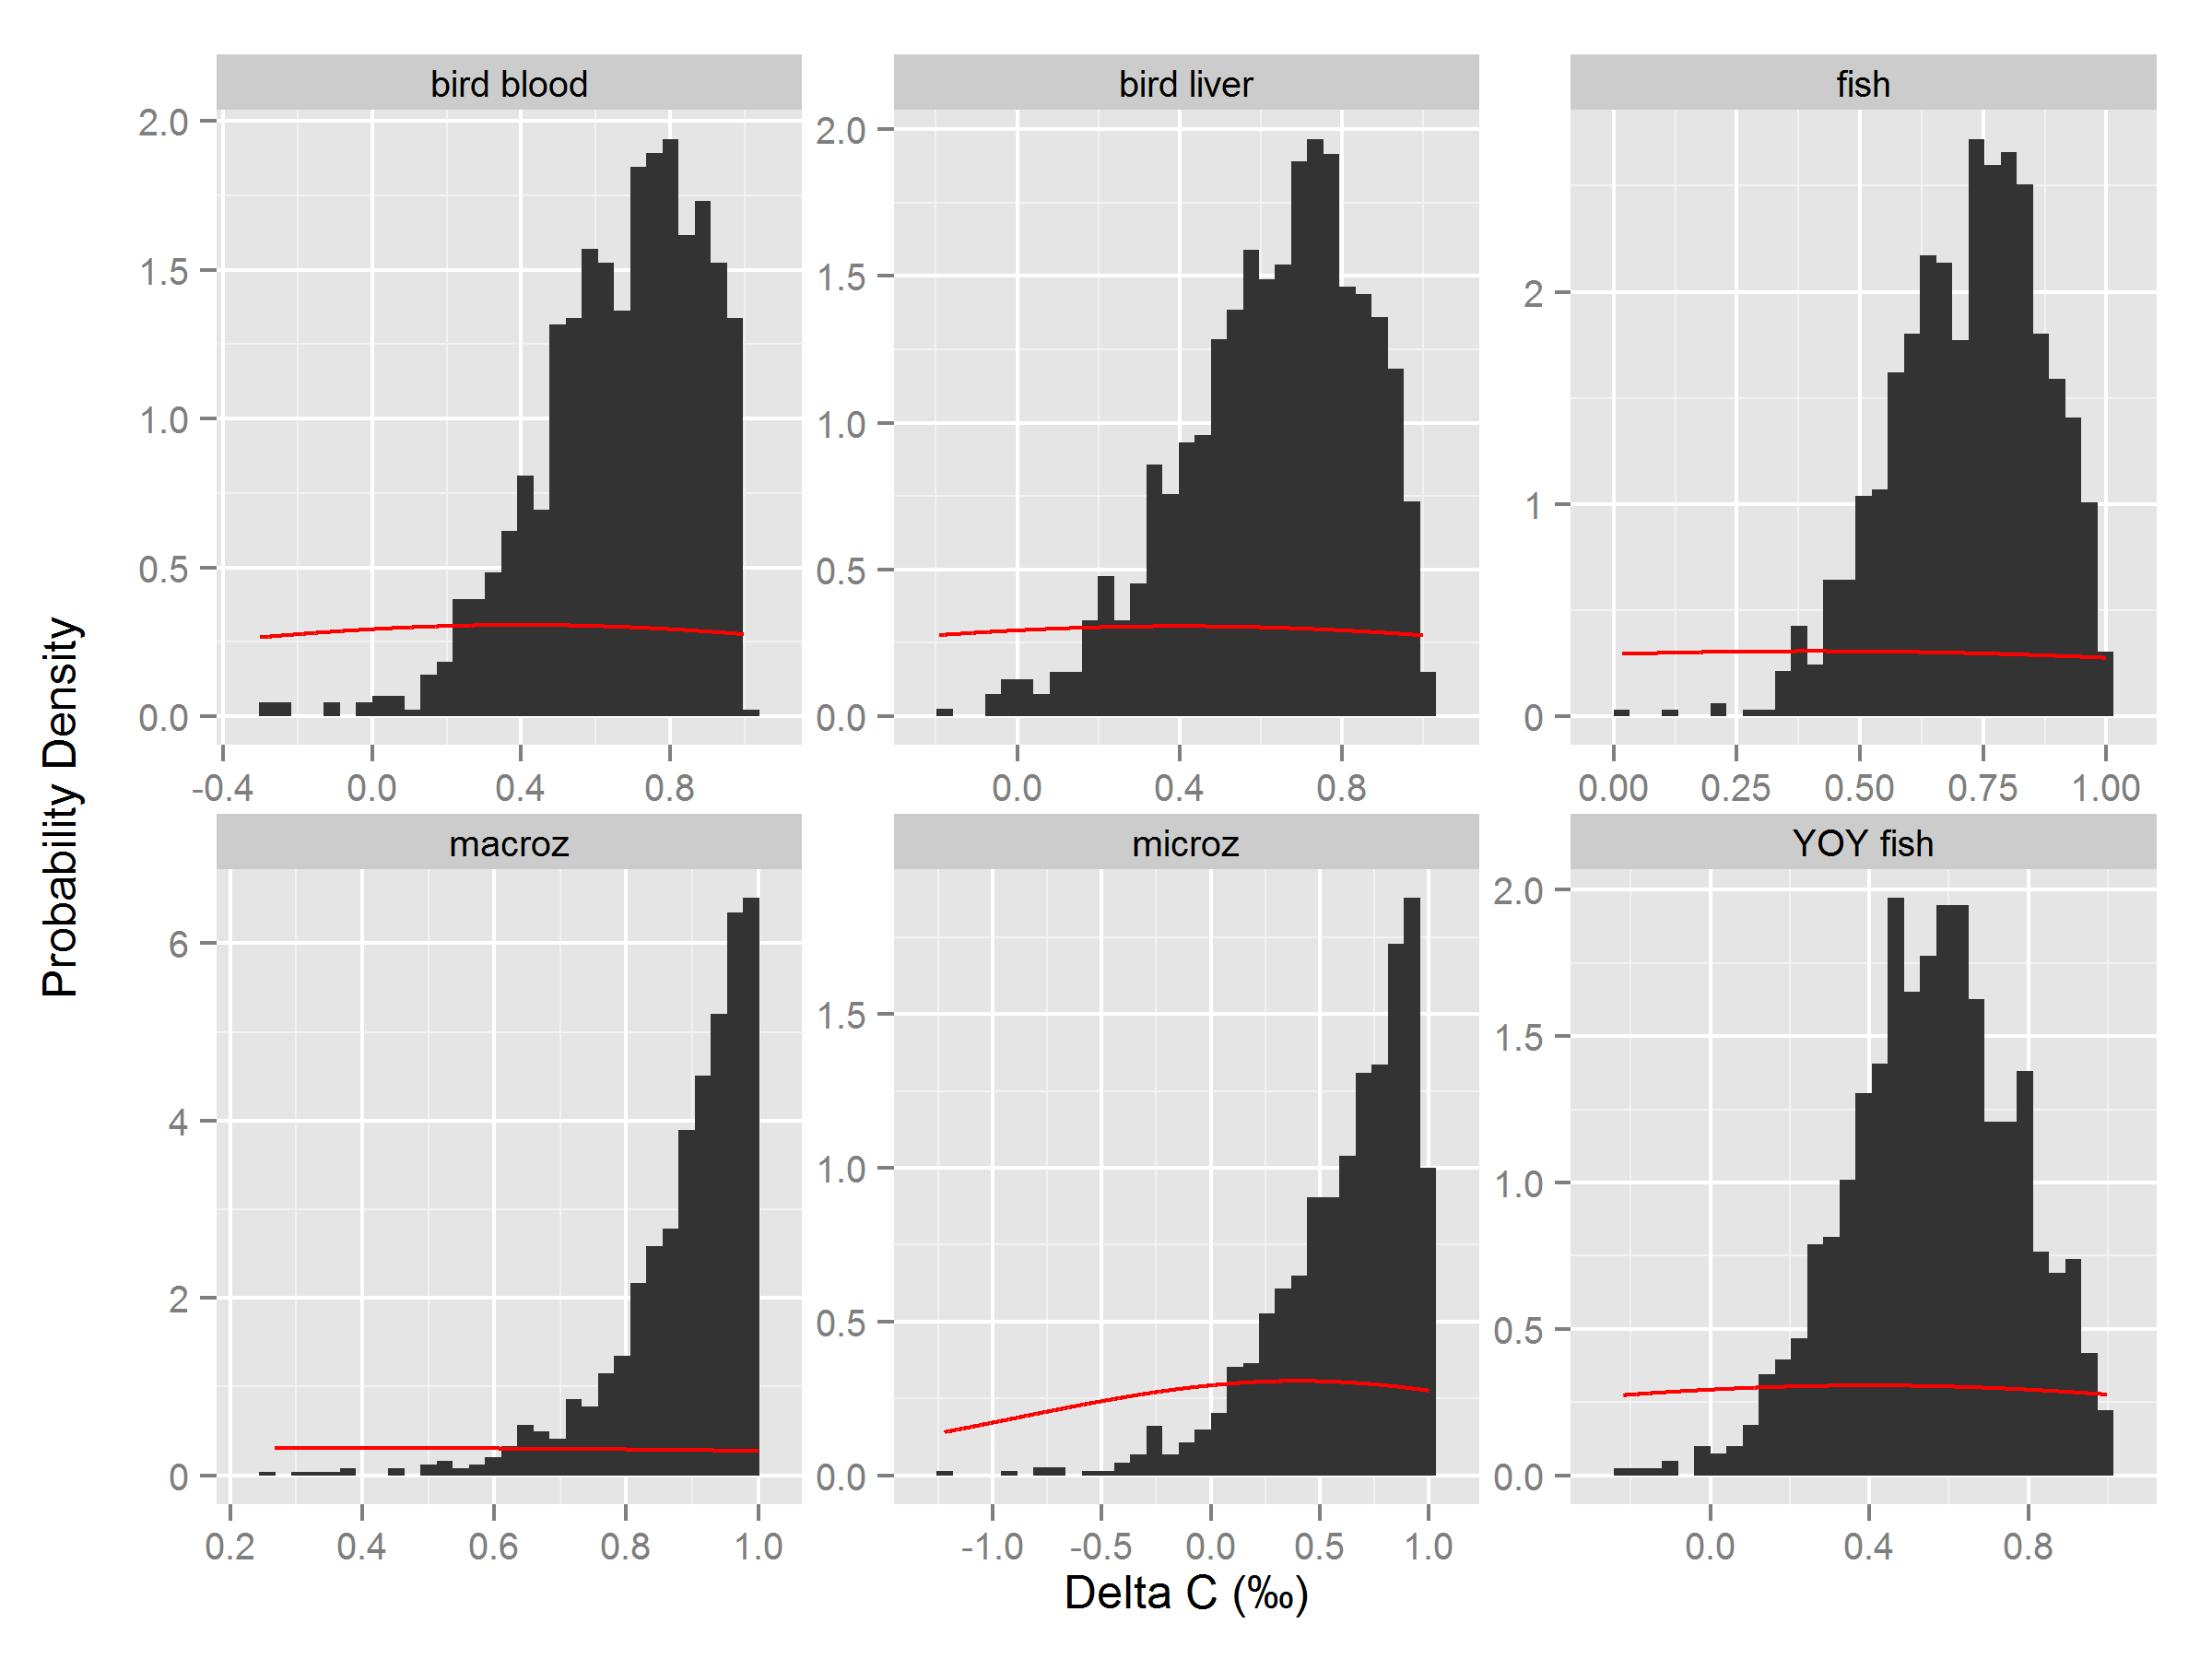 bird blood
bird liver
fish
2.0
1.5
1.0
0.5
0.0
2.0
1.5
1.0
0.5
0.0
2
1
0
-0.4 0.0 0.4 0.8
0.0 0.4 0.8
0.00 0.25 0.50 0.75 1.00
Probability Density
macroz
microz
YOY fish
6
4
2
0
1.5
1.0
0.5
0.0
2.0
1.5
1.0
0.5
0.0
0.2 0.4 0.6 0.8 1.0
-1.0 -0.5 0.0 0.5 1.0
0.0 0.4 0.8
Delta C (‰)